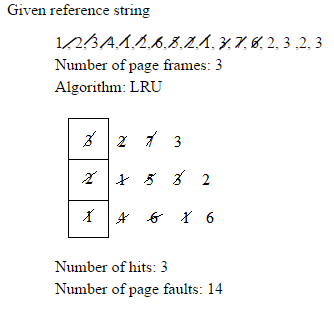 Given reference string
1,2,3,4,1,2,6,5,2,1, 3, 7, 6, 2, 3 ,2, 3
Number of page frames: 3
Algorithm: LRU
3 2 7 3
2 1 5 3 2
1 4 6 1 6
Number of hits: 3
Number of page faults: 14